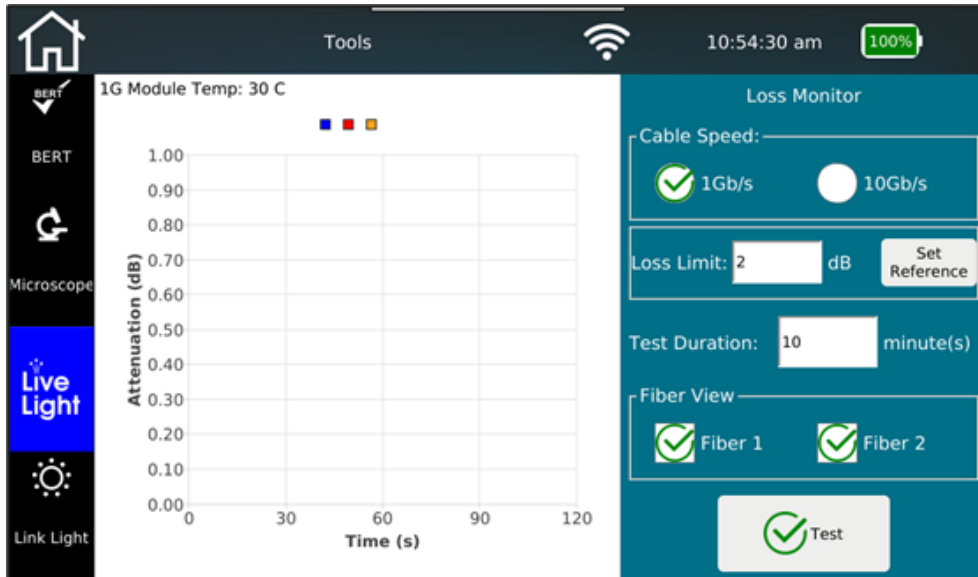 Tools
10:54:30 am
100%
BERT
BERT
Microscope
Live
Light
Link Light
1G Module Temp: 30 C
1.00
0.90
0.80
0.70
0.60
0.50
0.40
0.30
0.20
0.10
0.00
Attenuation (dB)
0 30 60 90 120
Time (s)
Loss Monitor
Cable Speed:
1Gb/s 10Gb/s
Loss Limit: 2 dB
Set
Reference
Test Duration: 10 minute(s)
Fiber View
Fiber 1 Fiber 2
Test